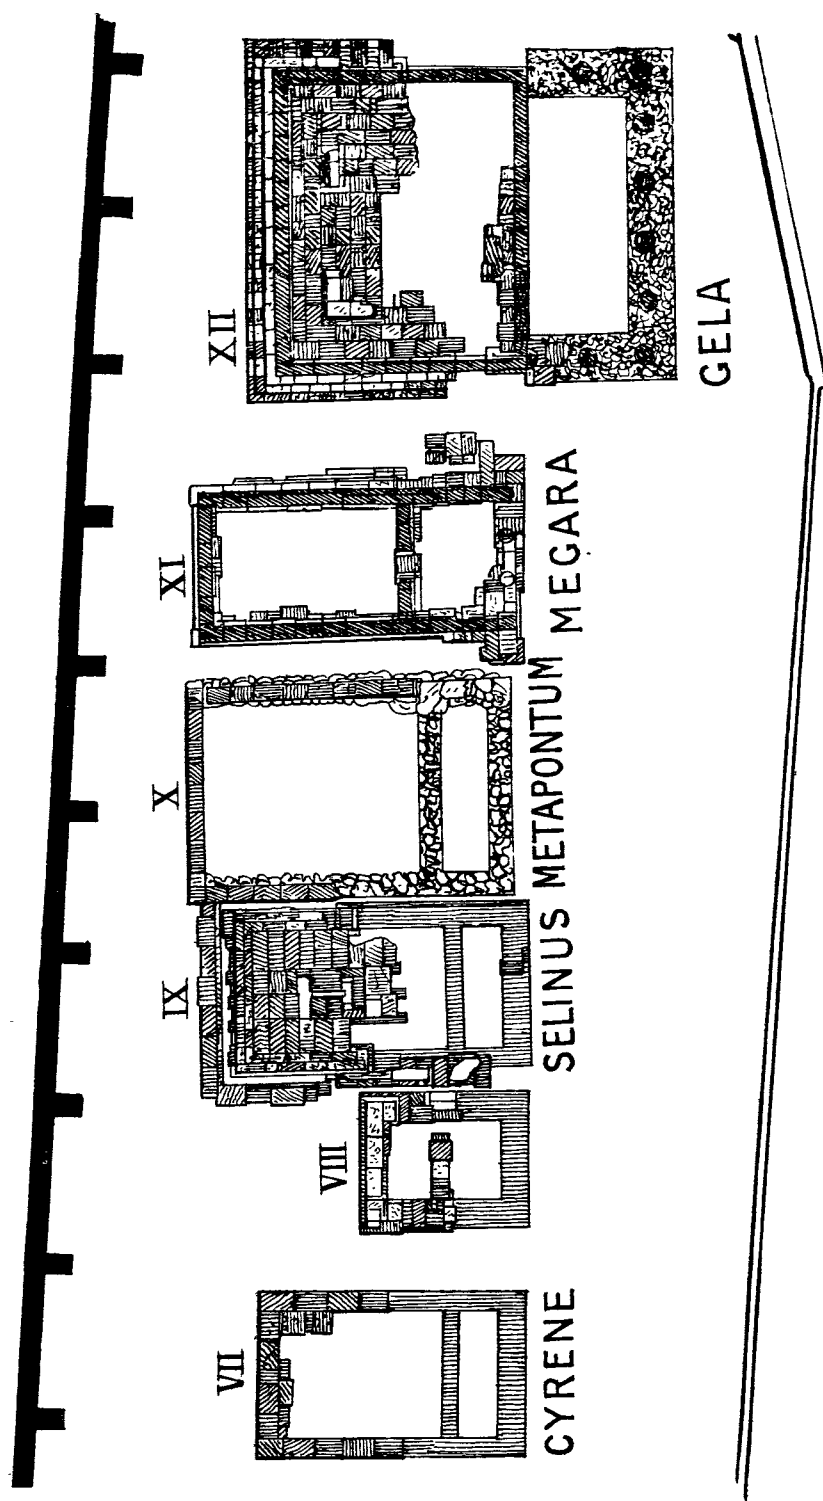 VII
VIII
IX
X
XI
XII
CYRENE
SELINUS
METAPONTUM
MEGARA
GELA